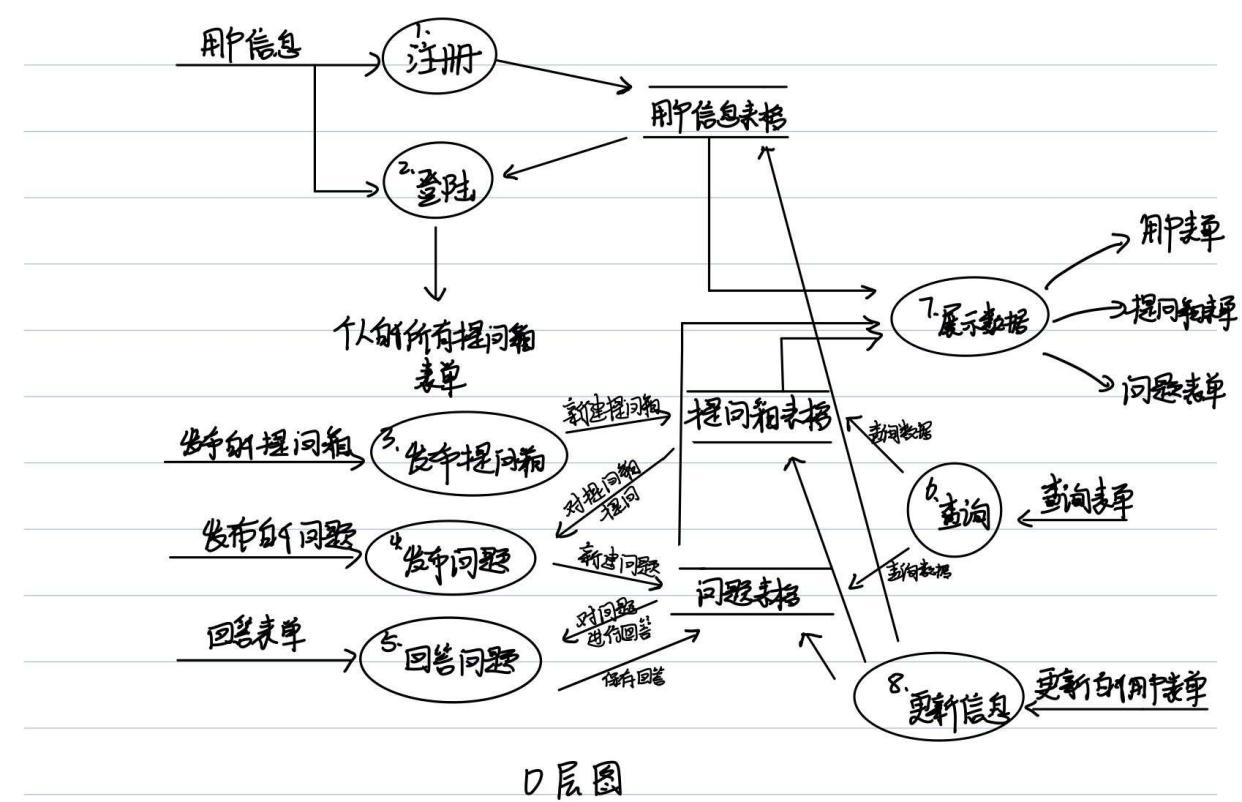 用户信息
1.
注册
用户信息表格
2.
登陆
用户表单
7.
展示数据
提问箱表单
个人的所有提问箱
表单
问题表单
新建提问箱
提问箱表格
查询数据
发布的提问箱
3.
发布提问箱
对提问箱
提问
6.
查询
查询表单
发布的问题
4.
发布问题
新建问题
查询数据
问题表格
对问题
进行回答
回答表单
5.
回答问题
保存回答
8.
更新信息
更新的用户表单
0层图